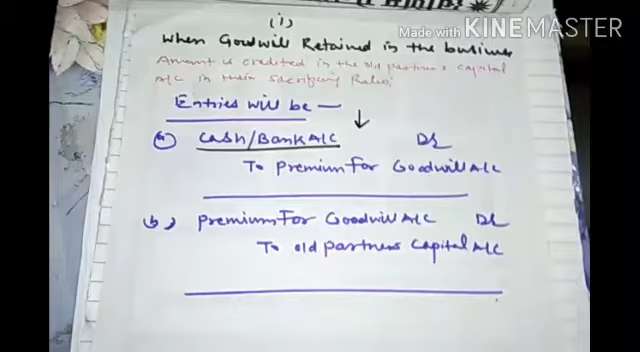 Made with KINEMASTER
(i)
When Goodwill Retained in the business
Amount is credited in the old partners capital
A/C in their sacrificing Ratio.
Entries will be —
(a) Cash/Bank A/C Dr
To Premium For Goodwill A/C
(b) Premium For Goodwill A/C Dr
To old partners capital A/C